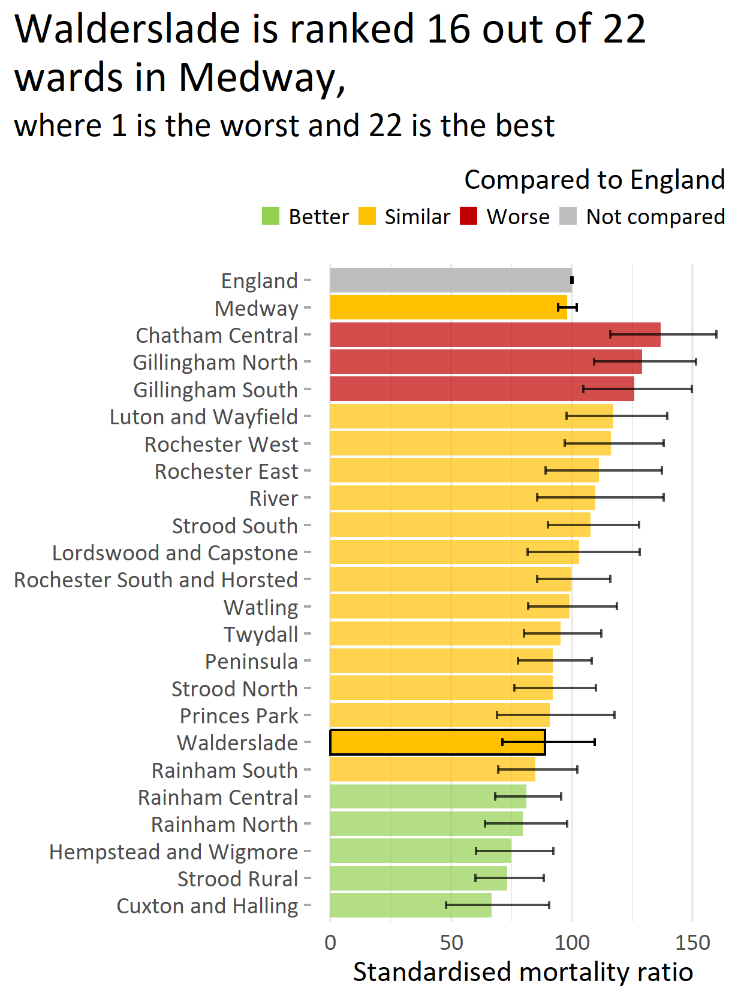 Walderslade is ranked 16 out of 22
wards in Medway,
where 1 is the worst and 22 is the best
Compared to England
Better Similar Worse Not compared
England
Medway
Chatham Central
Gillingham North
Gillingham South
Luton and Wayfield
Rochester West
Rochester East
River
Strood South
Lordswood and Capstone
Rochester South and Horsted
Watling
Twydall
Peninsula
Strood North
Princes Park
Walderslade
Rainham South
Rainham Central
Rainham North
Hempstead and Wigmore
Strood Rural
Cuxton and Halling
0 50 100 150
Standardised mortality ratio